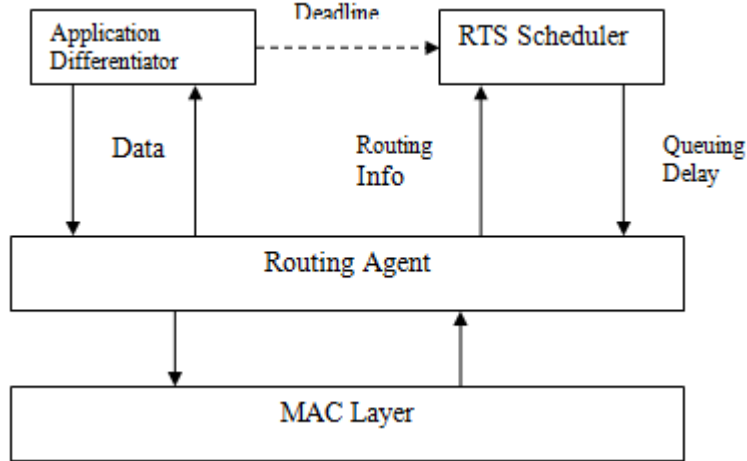 Deadline
Application
Differentiator
RTS Scheduler
Data
Routing
Info
Queuing
Delay
Routing Agent
MAC Layer